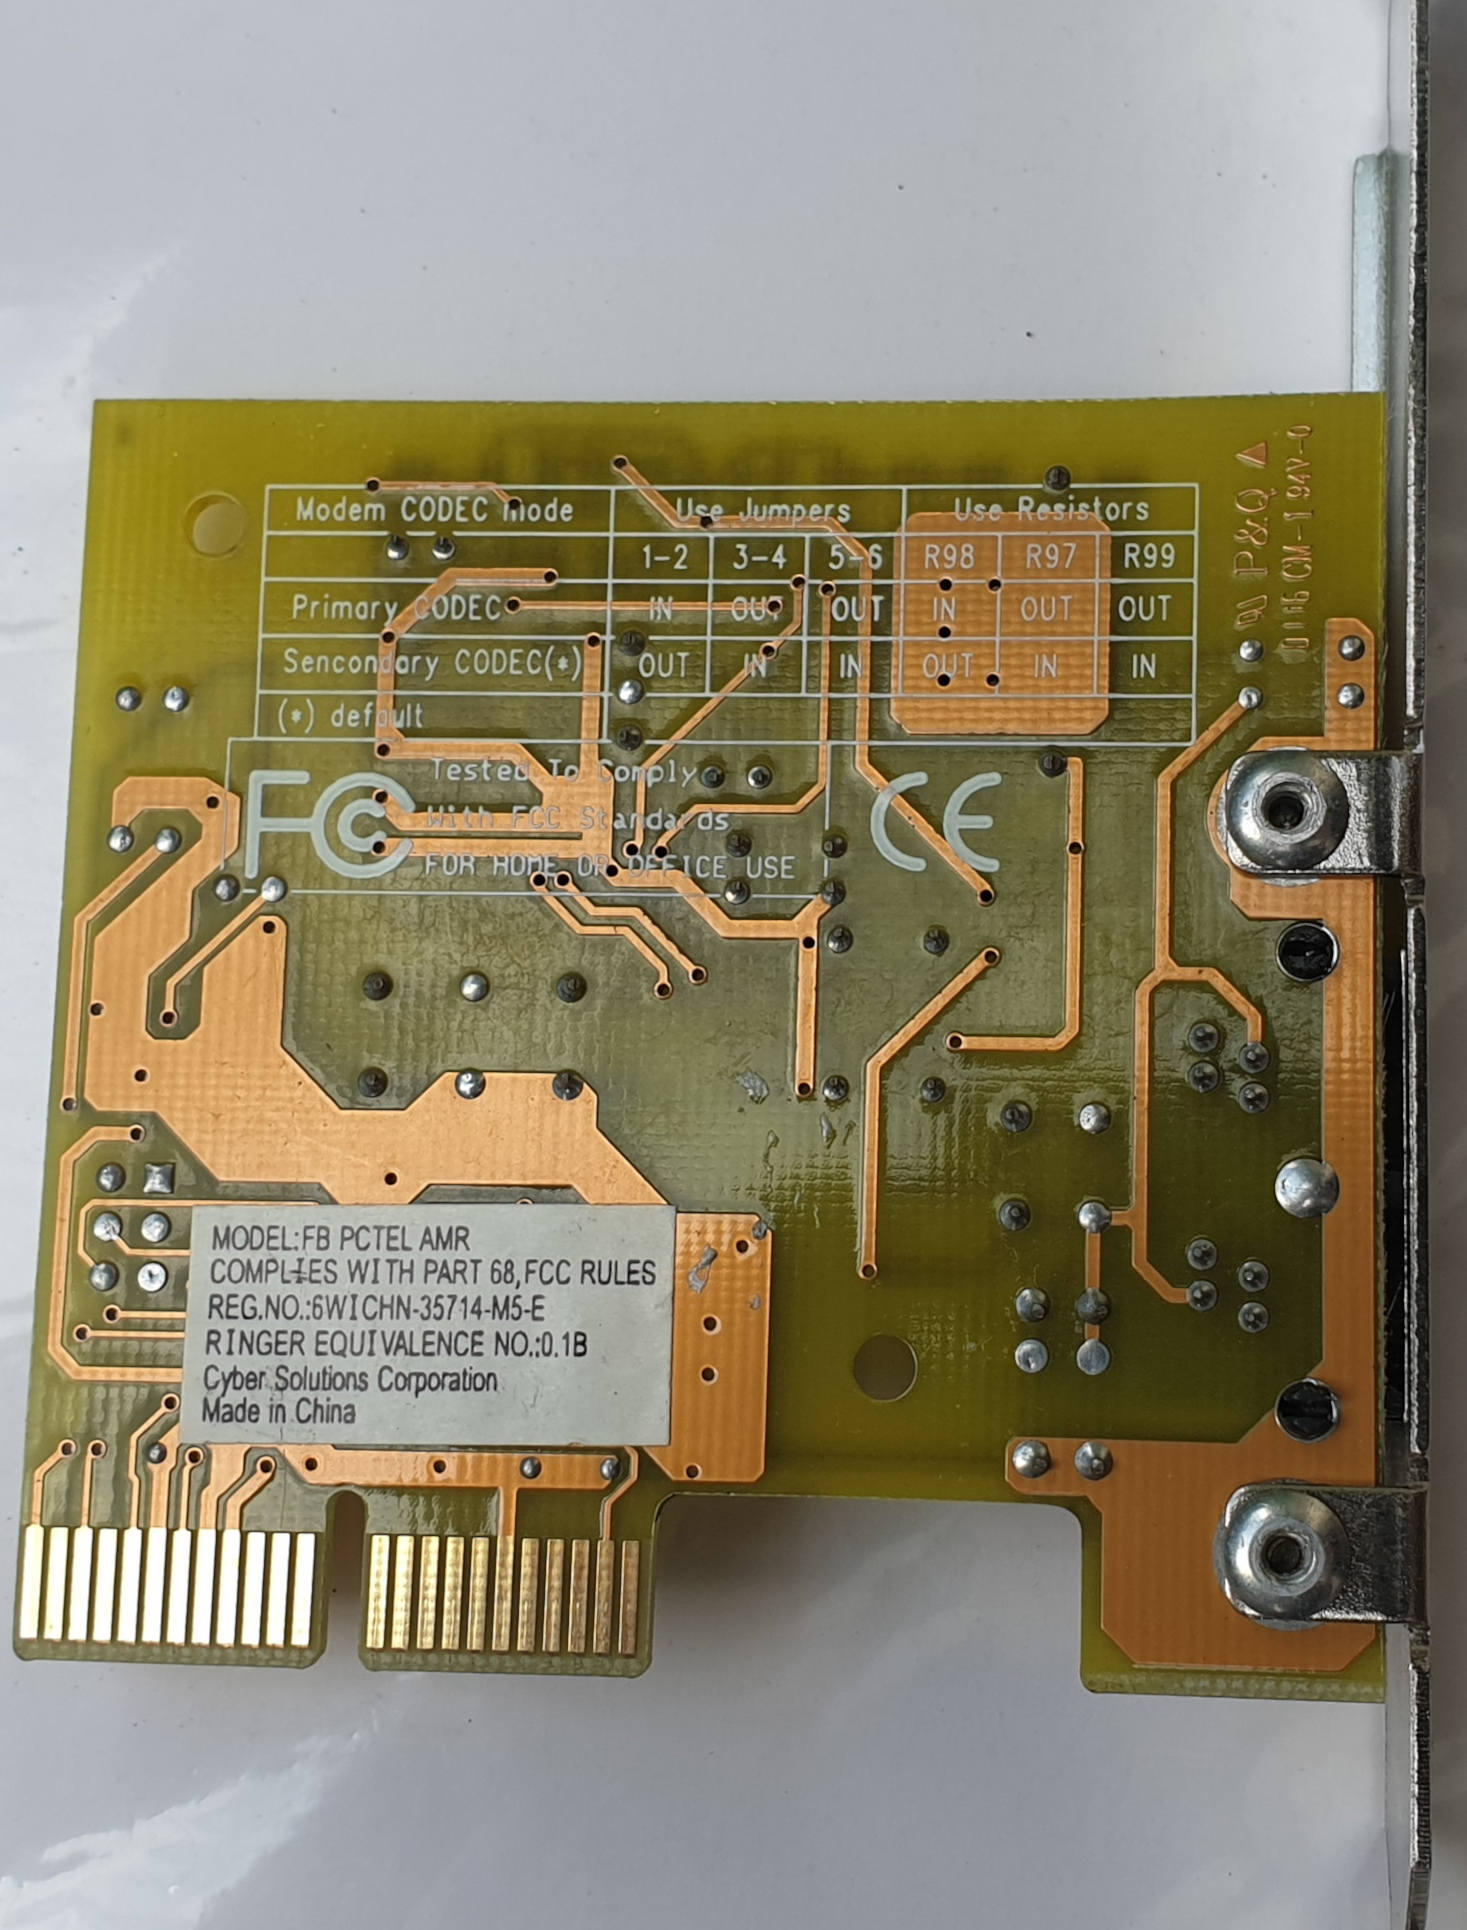 Modem CODEC mode Use Jumpers Use Resistors
1-2 3-4 5-6 R98 R97 R99
Primary CODEC IN OUT OUT IN OUT OUT
Sencondary CODEC(*) OUT IN IN OUT IN IN
(*) default
FC Tested To Comply
With FCC Standards
FOR HOME OR OFFICE USE
CE
P&Q
94V-0
MODEL:FB PCTEL AMR
COMPLIES WITH PART 68,FCC RULES
REG.NO.:6WICHN-35714-M5-E
RINGER EQUIVALENCE NO.:0.1B
Cyber Solutions Corporation
Made in China